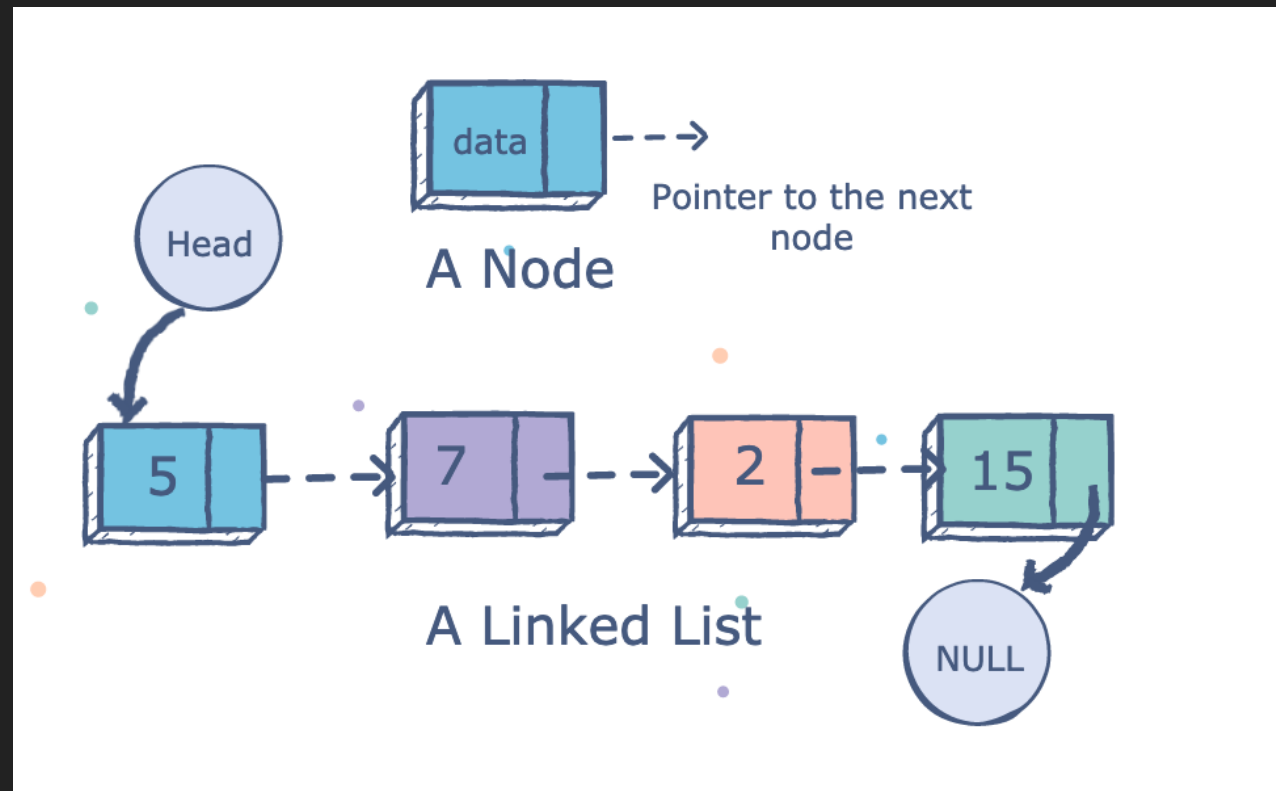 data
Pointer to the next
node
Head
A Node
5
7
2
15
A Linked List
NULL